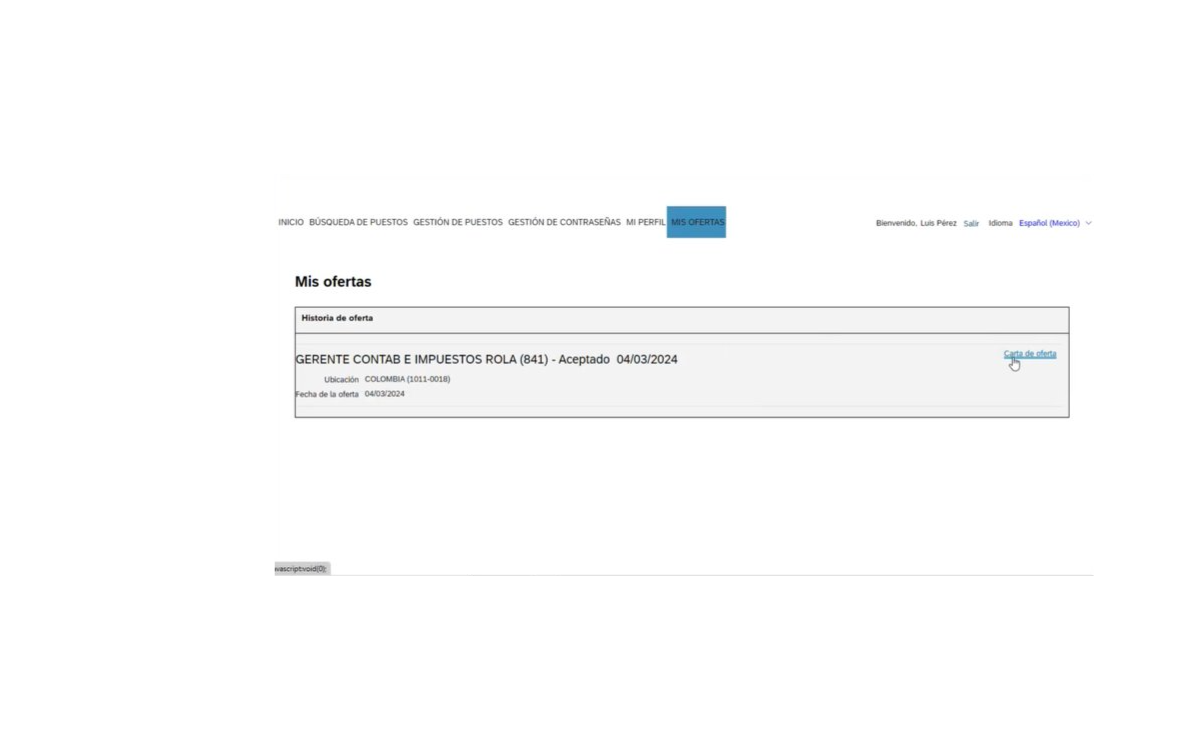 INICIO BÚSQUEDA DE PUESTOS GESTIÓN DE PUESTOS GESTIÓN DE CONTRASEÑAS MI PERFIL MIS OFERTAS Bienvenido, Luis Pérez Salir Idioma Español (Mexico)
Mis ofertas
Historia de oferta
GERENTE CONTAB E IMPUESTOS ROLA (841) - Aceptado 04/03/2024
Carta de oferta
Ubicación COLOMBIA (1011-0018)
Fecha de la oferta 04/03/2024
vascript:void(0);